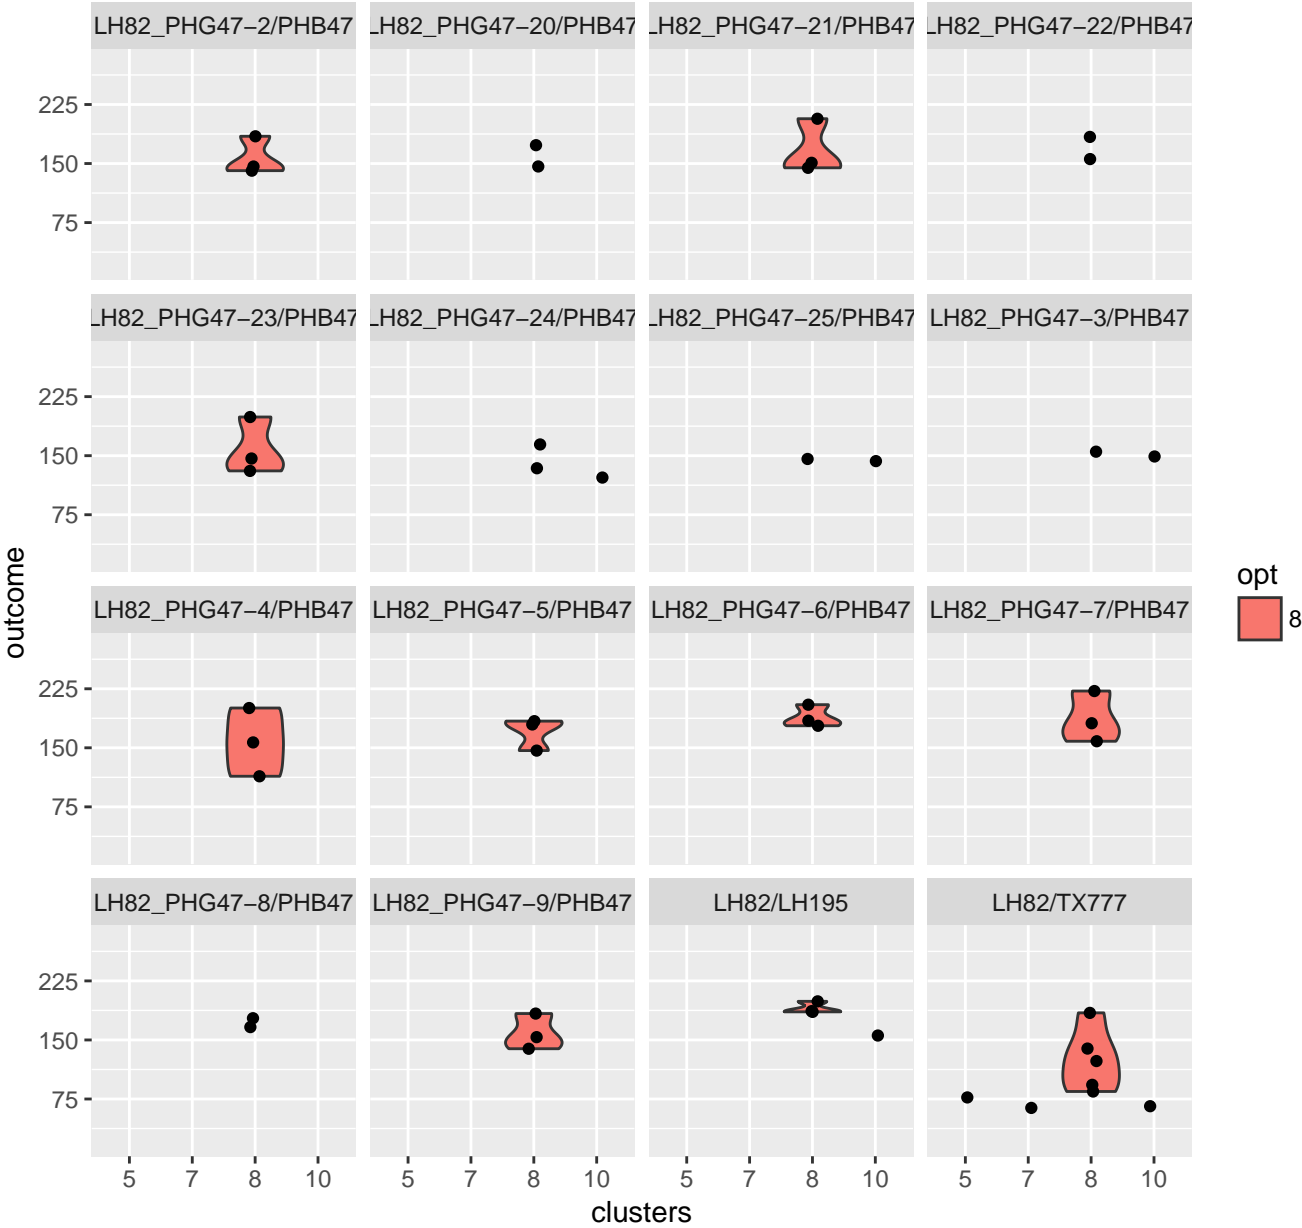 LH82_PHG47−2/PHB47 LH82_PHG47−20/PHB47 LH82_PHG47−21/PHB47 LH82_PHG47−22/PHB47
225
150
75
LH82_PHG47−23/PHB47 LH82_PHG47−24/PHB47 LH82_PHG47−25/PHB47 LH82_PHG47−3/PHB47
225
150
75
outcome
LH82_PHG47−4/PHB47 LH82_PHG47−5/PHB47 LH82_PHG47−6/PHB47 LH82_PHG47−7/PHB47
225
150
75
LH82_PHG47−8/PHB47 LH82_PHG47−9/PHB47 LH82/LH195 LH82/TX777
225
150
75
5 7 8 10 5 7 8 10 5 7 8 10 5 7 8 10
clusters
opt
8